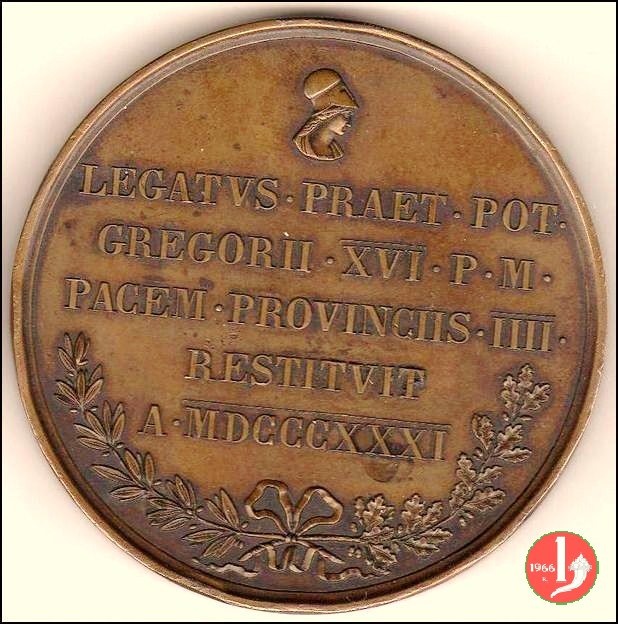 LEGATVS · PRAET · POT ·
GREGORII · XVI · P · M ·
PACEM · PROVINCIIS · IIII ·
RESTITVIT
A · MDCCCXXXI
1966